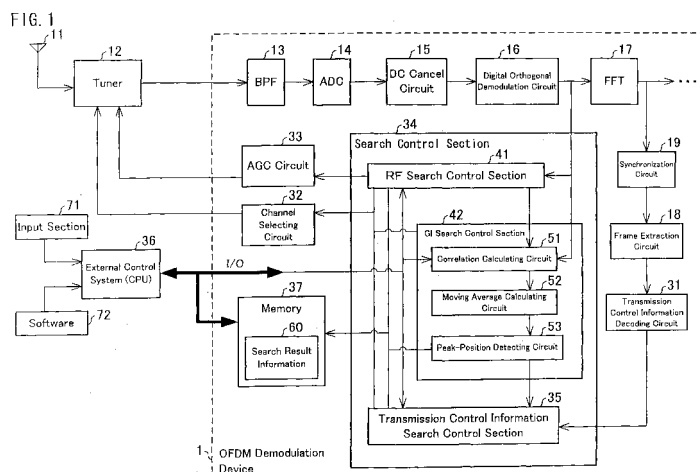 FIG. 1
11
12
Tuner
13
BPF
14
ADC
15
DC Cancel
Circuit
16
Digital Orthogonal
Demodulation Circuit
17
FFT
33
AGC Circuit
32
Channel
Selecting
Circuit
34
Search Control Section
41
RF Search Control Section
42
GI Search Control Section
51
Correlation Calculating Circuit
52
Moving Average Calculating
Circuit
53
Peak-Position Detecting Circuit
35
Transmission Control Information
Search Control Section
19
Synchronization
Circuit
18
Frame Extraction
Circuit
31
Transmission
Control Information
Decoding Circuit
71
Input Section
36
External Control
System (CPU)
72
Software
I/O
37
Memory
60
Search Result
Information
1
OFDM Demodulation
Device